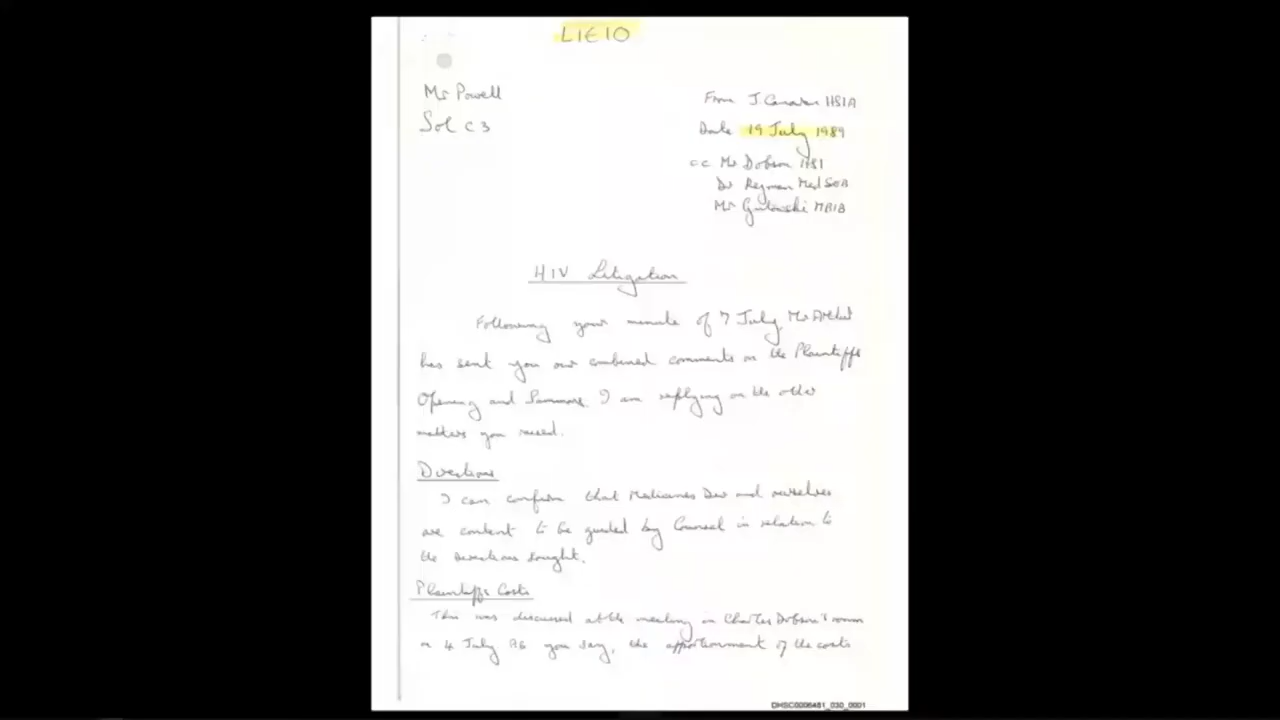 L1E10
Mr Powell
Sol C3
From J. Canavan HS1A
Date 19 July 1989
cc Mr Dobson HS1
Dr Rejman Med SEB
Mr Gutowski MB1B
HIV Litigation
Following your minute of 7 July, Mr Arthur
has sent you our combined comments on the Plaintiffs
Opening and Summons I am replying on the other
matters you raised.
Directions
I can confirm that Medicines Div and ourselves
are content to be guided by Counsel in relation to
the directions sought.
Plaintiffs Costs
This was discussed at the meeting in Charles Dobson's room
on 4 July As you say, the apportionment of the costs
DHSC0006481_030_0001